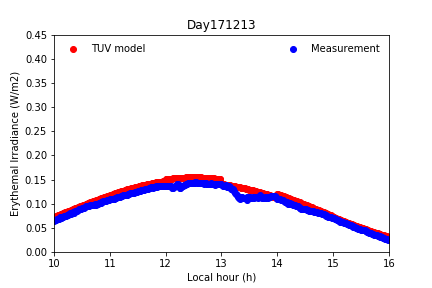 Day171213
TUV model
Measurement
Erythemal Irradiance (W/m2)
0.45
0.40
0.35
0.30
0.25
0.20
0.15
0.10
0.05
0.00
10 11 12 13 14 15 16
Local hour (h)